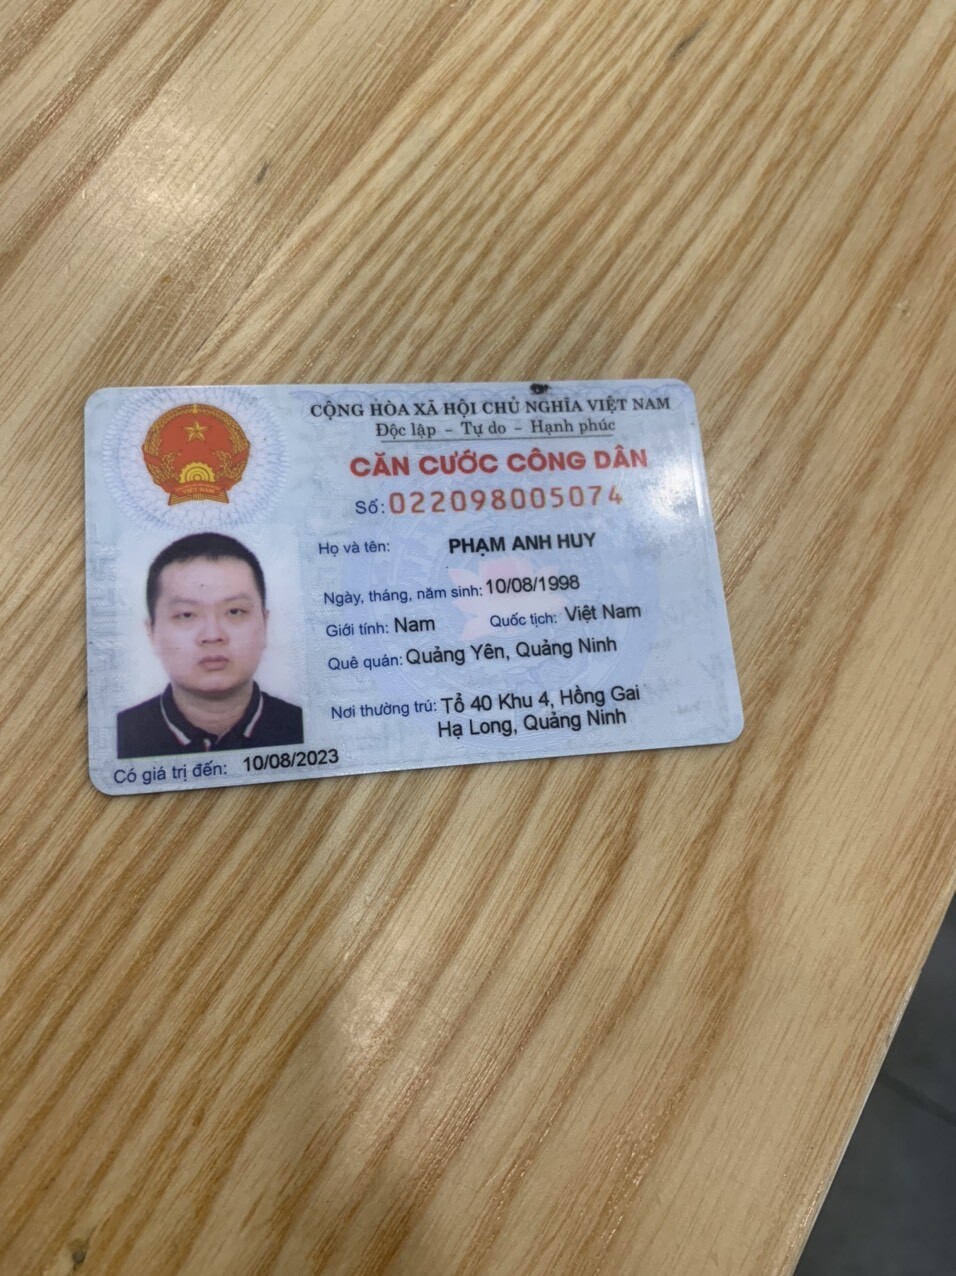 CỘNG HÒA XÃ HỘI CHỦ NGHĨA VIỆT NAM
Độc lập - Tự do - Hạnh phúc
CĂN CƯỚC CÔNG DÂN
Số: 022098005074
Họ và tên: PHẠM ANH HUY
Ngày, tháng, năm sinh: 10/08/1998
Giới tính: Nam Quốc tịch: Việt Nam
Quê quán: Quảng Yên, Quảng Ninh
Nơi thường trú: Tổ 40 Khu 4, Hồng Gai
Hạ Long, Quảng Ninh
Có giá trị đến: 10/08/2023
VIỆT NAM